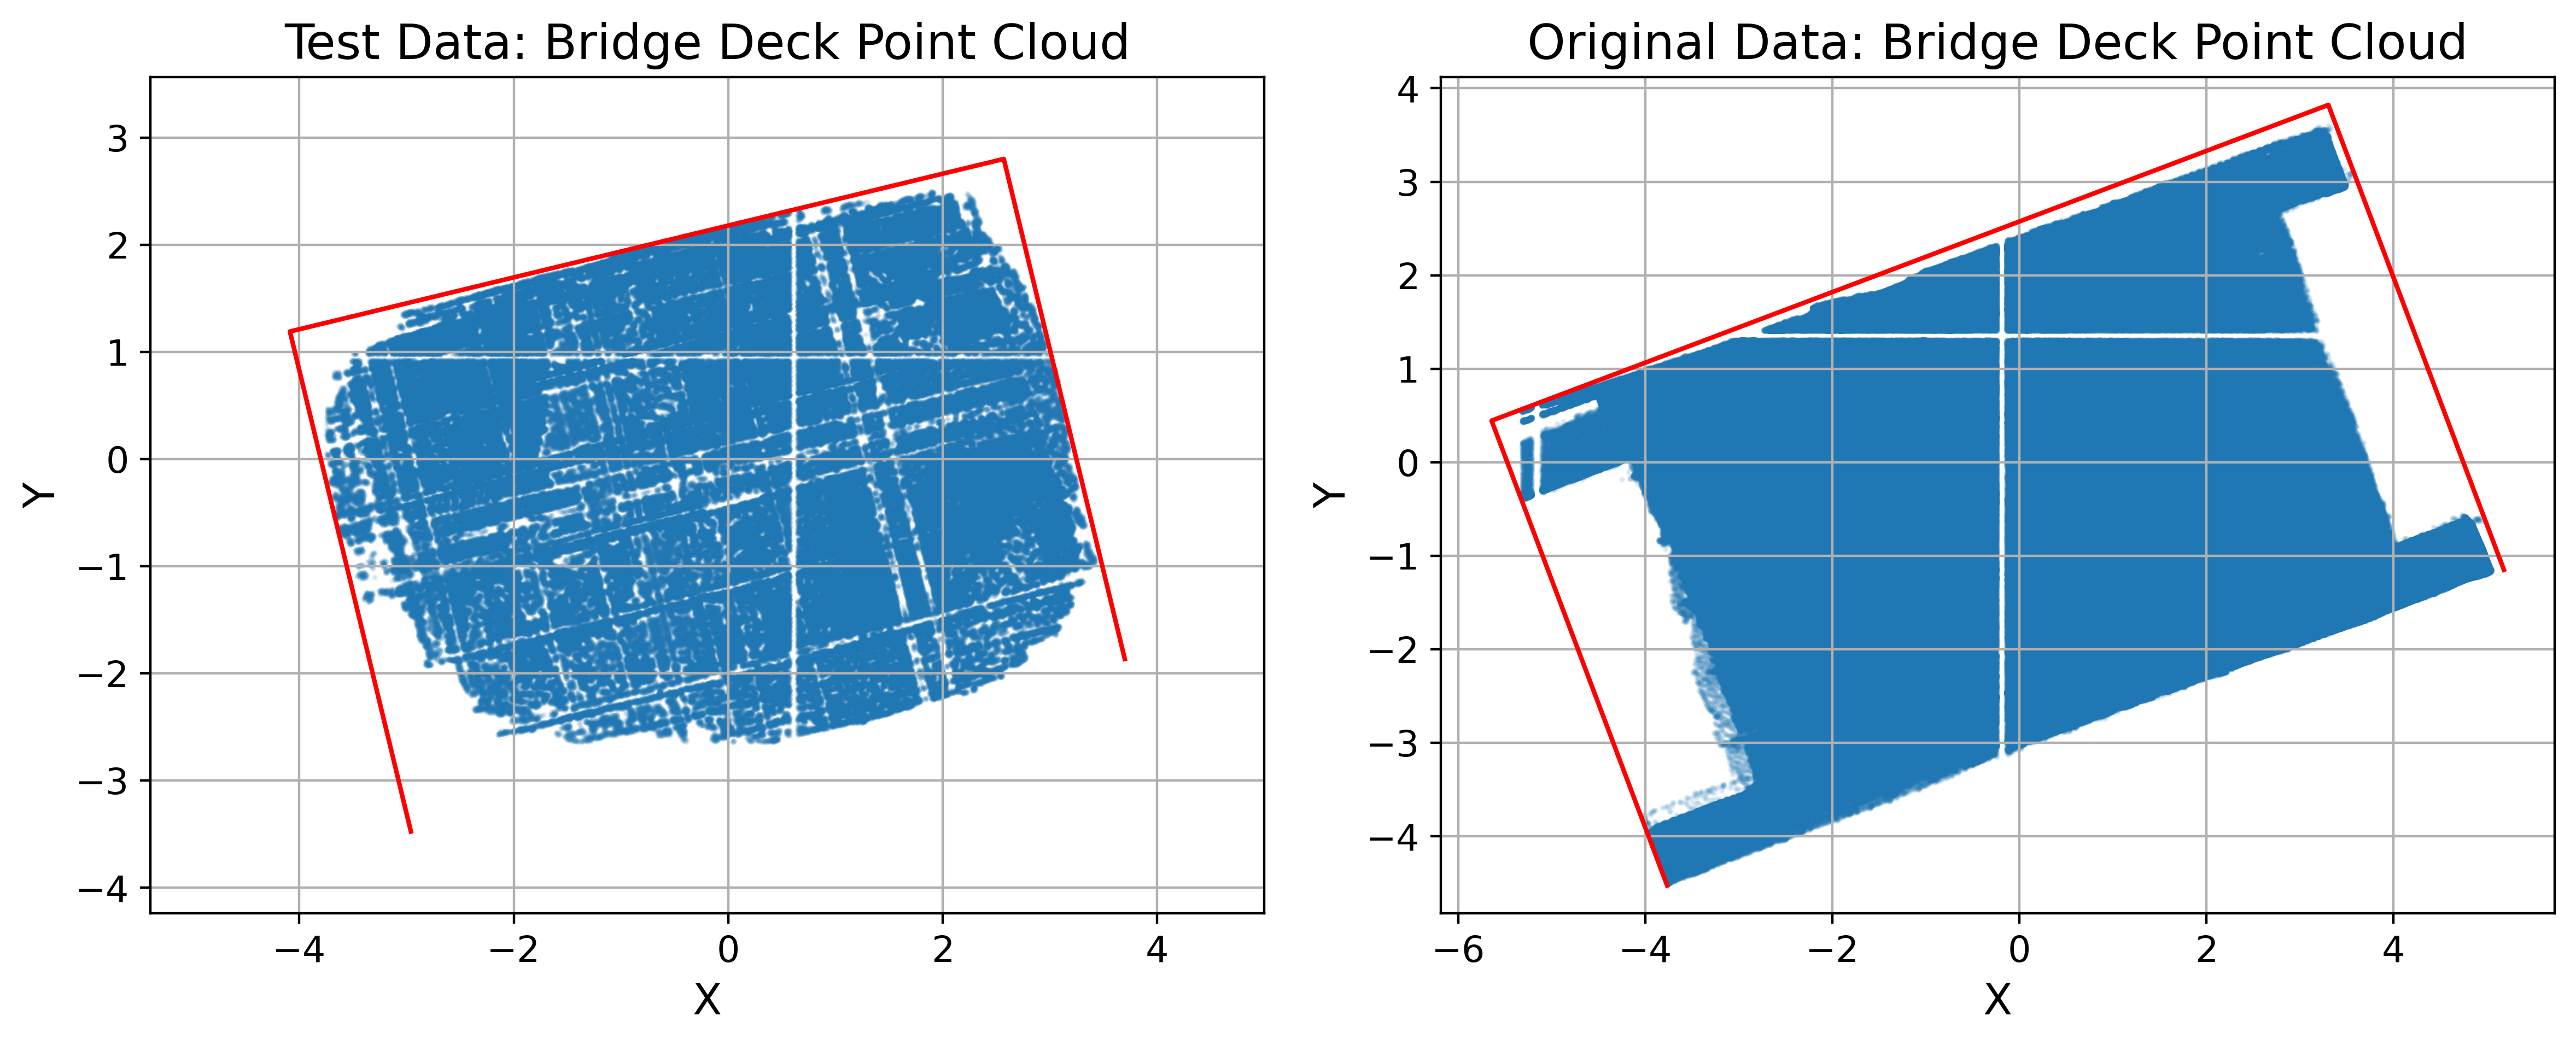 Test Data: Bridge Deck Point Cloud
3
2
1
0
−1
−2
−3
−4
Y
−4 −2 0 2 4
X
Original Data: Bridge Deck Point Cloud
4
3
2
1
0
−1
−2
−3
−4
Y
−6 −4 −2 0 2 4
X